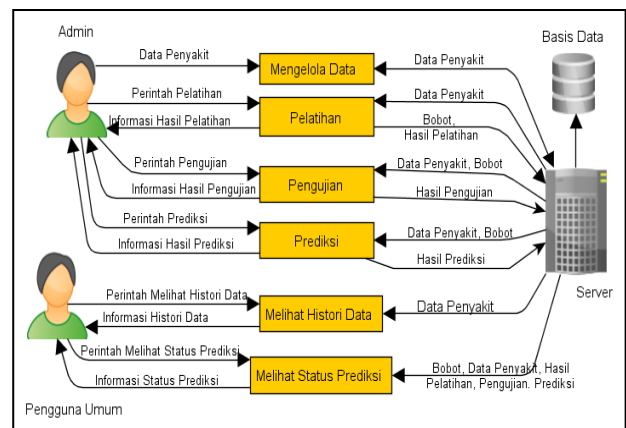 Admin
Basis Data
Data Penyakit
Mengelola Data
Data Penyakit
Perintah Pelatihan
Pelatihan
Data Penyakit
Informasi Hasil Pelatihan
Bobot,
Hasil Pelatihan
Perintah Pengujian
Pengujian
Data Penyakit, Bobot
Informasi Hasil Pengujian
Hasil Pengujian
Perintah Prediksi
Prediksi
Data Penyakit, Bobot
Informasi Hasil Prediksi
Hasil Prediksi
Server
Perintah Melihat Histori Data
Melihat Histori Data
Data Penyakit
Informasi Histori Data
Perintah Melihat Status Prediksi
Melihat Status Prediksi
Bobot, Data Penyakit, Hasil
Pelatihan, Pengujian. Prediksi
Informasi Status Prediksi
Pengguna Umum